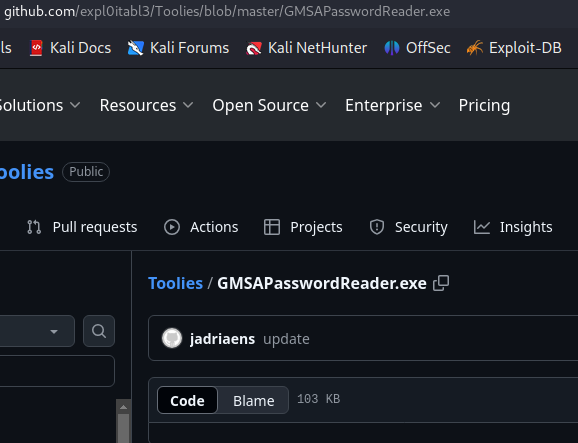 github.com/expl0itabl3/Toolies/blob/master/GMSAPasswordReader.exe
ls Kali Docs Kali Forums Kali NetHunter OffSec Exploit-DB
Solutions Resources Open Source Enterprise Pricing
oolies Public
Pull requests Actions Projects Security Insights
Toolies / GMSAPasswordReader.exe
jadriaens update
Code Blame 103 KB